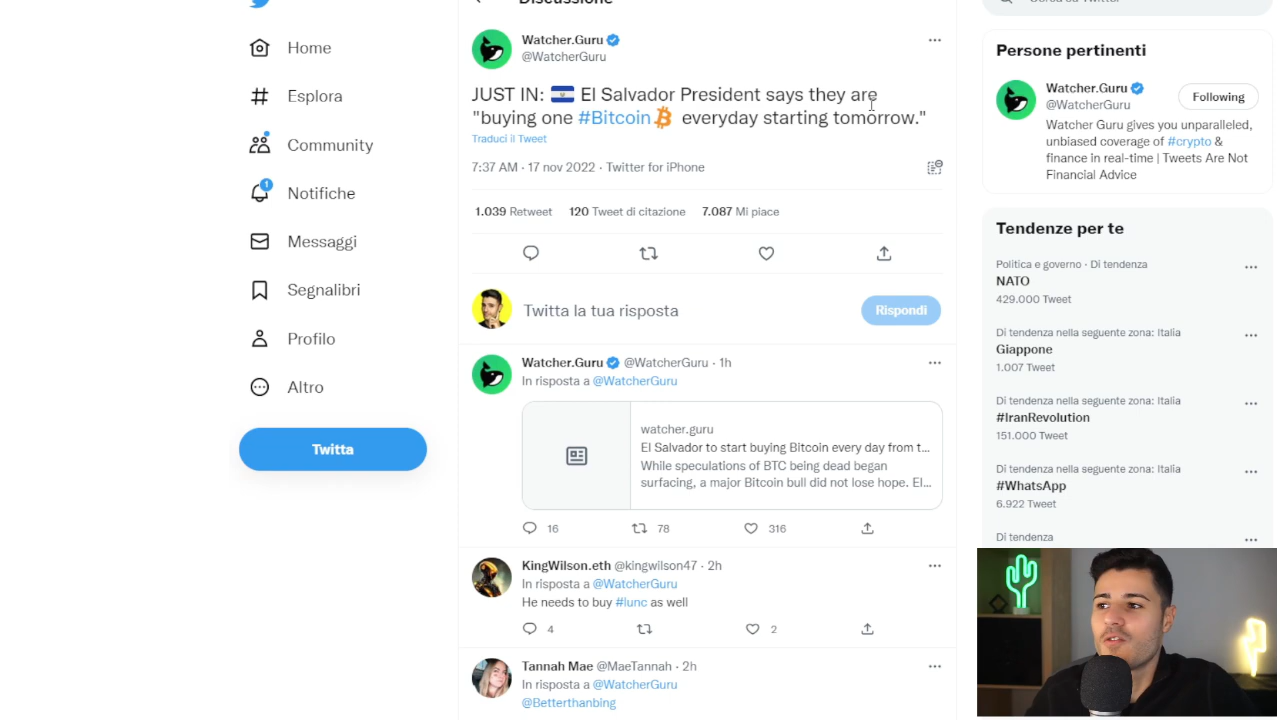 Discussione
Home
Esplora
Community
1
Notifiche
Messaggi
Segnalibri
Profilo
Altro
Twitta
Watcher.Guru
@WatcherGuru
JUST IN: El Salvador President says they are
"buying one #Bitcoin everyday starting tomorrow."
Traduci il Tweet
7:37 AM · 17 nov 2022 · Twitter for iPhone
1.039 Retweet 120 Tweet di citazione 7.087 Mi piace
Twitta la tua risposta
Rispondi
Watcher.Guru @WatcherGuru · 1h
In risposta a @WatcherGuru
watcher.guru
El Salvador to start buying Bitcoin every day from t...
While speculations of BTC being dead began
surfacing, a major Bitcoin bull did not lose hope. El...
16 78 316
KingWilson.eth @kingwilson47 · 2h
In risposta a @WatcherGuru
He needs to buy #lunc as well
4 2
Tannah Mae @MaeTannah · 2h
In risposta a @WatcherGuru
@Betterthanbing
Cerca su Twitter
Persone pertinenti
Watcher.Guru
@WatcherGuru
Following
Watcher Guru gives you unparalleled,
unbiased coverage of #crypto &
finance in real-time | Tweets Are Not
Financial Advice
Tendenze per te
Politica e governo · Di tendenza
NATO
429.000 Tweet
Di tendenza nella seguente zona: Italia
Giappone
1.007 Tweet
Di tendenza nella seguente zona: Italia
#IranRevolution
151.000 Tweet
Di tendenza nella seguente zona: Italia
#WhatsApp
6.922 Tweet
Di tendenza